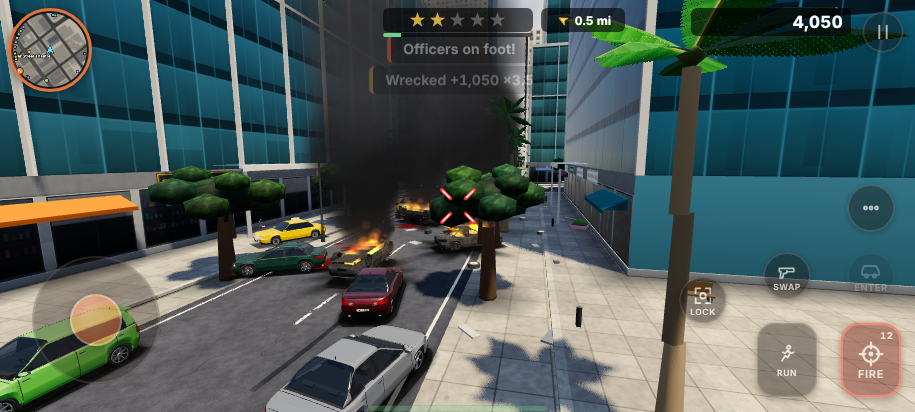 0.5 mi
4,050
Officers on foot!
Wrecked +1,050 ×3.5
SWAP
ENTER
LOCK
12
RUN
FIRE